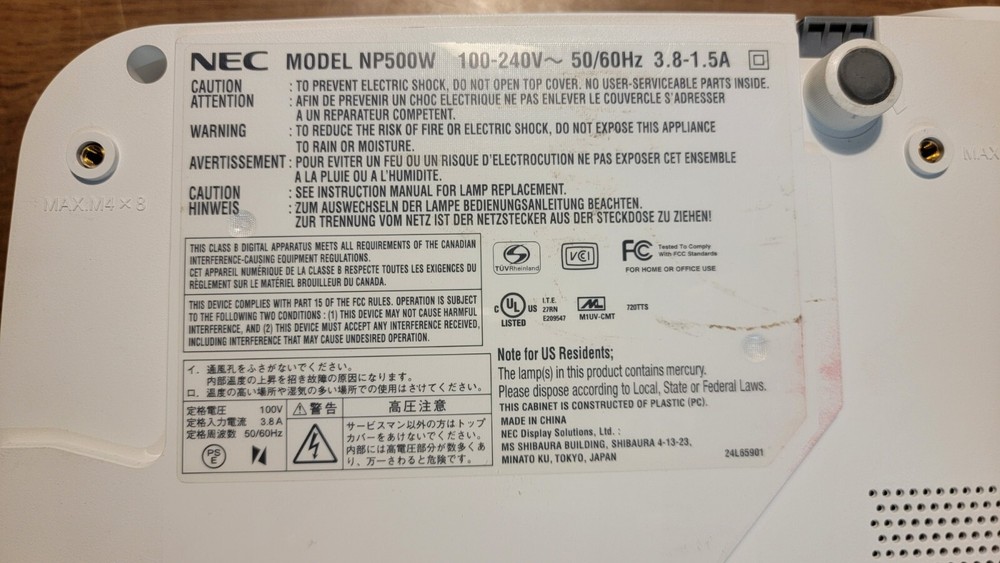 NEC MODEL NP500W 100-240V～ 50/60Hz 3.8-1.5A
CAUTION : TO PREVENT ELECTRIC SHOCK, DO NOT OPEN TOP COVER. NO USER-SERVICEABLE PARTS INSIDE.
ATTENTION : AFIN DE PREVENIR UN CHOC ELECTRIQUE NE PAS ENLEVER LE COUVERCLE S'ADRESSER
A UN REPARATEUR COMPETENT.
WARNING : TO REDUCE THE RISK OF FIRE OR ELECTRIC SHOCK, DO NOT EXPOSE THIS APPLIANCE
TO RAIN OR MOISTURE.
AVERTISSEMENT : POUR EVITER UN FEU OU UN RISQUE D'ELECTROCUTION NE PAS EXPOSER CET ENSEMBLE
A LA PLUIE OU A L'HUMIDITE.
CAUTION : SEE INSTRUCTION MANUAL FOR LAMP REPLACEMENT.
HINWEIS : ZUM AUSWECHSELN DER LAMPE BEDIENUNGSANLEITUNG BEACHTEN.
ZUR TRENNUNG VOM NETZ IST DER NETZSTECKER AUS DER STECKDOSE ZU ZIEHEN!
MAX.M4×8
MAX
THIS CLASS B DIGITAL APPARATUS MEETS ALL REQUIREMENTS OF THE CANADIAN
INTERFERENCE-CAUSING EQUIPMENT REGULATIONS.
CET APPAREIL NUMÉRIQUE DE LA CLASSE B RESPECTE TOUTES LES EXIGENCES DU
RÈGLEMENT SUR LE MATÉRIEL BROUILLEUR DU CANADA.
THIS DEVICE COMPLIES WITH PART 15 OF THE FCC RULES. OPERATION IS SUBJECT
TO THE FOLLOWING TWO CONDITIONS : (1) THIS DEVICE MAY NOT CAUSE HARMFUL
INTERFERENCE, AND (2) THIS DEVICE MUST ACCEPT ANY INTERFERENCE RECEIVED,
INCLUDING INTERFERENCE THAT MAY CAUSE UNDESIRED OPERATION.
TÜVRheinland
VCI
FC Tested To Comply
With FCC Standards
FOR HOME OR OFFICE USE
c UL US
LISTED
I.T.E.
27RN
E209547
M1UV-CMT
720TTS
イ. 通風孔をふさがないでください。
内部温度の上昇を招き故障の原因になります。
ロ. 温度の高い場所や湿気の多い場所での使用はさけてください。
定格電圧 100V
定格入力電流 3.8A
定格周波数 50/60Hz
PS
E
警告
高圧注意
サービスマン以外の方はトップ
カバーをあけないでください。
内部には高電圧部分が数多くあ
り、万一さわると危険です。
Note for US Residents;
The lamp(s) in this product contains mercury.
Please dispose according to Local, State or Federal Laws.
THIS CABINET IS CONSTRUCTED OF PLASTIC (PC).
MADE IN CHINA
NEC Display Solutions, Ltd. :
MS SHIBAURA BUILDING, SHIBAURA 4-13-23,
MINATO KU, TOKYO, JAPAN
24L65901